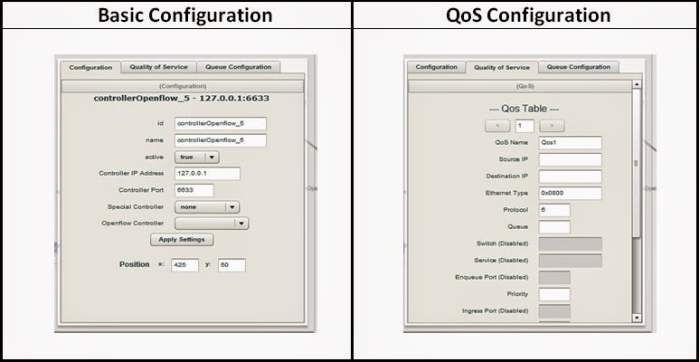 Basic Configuration
QoS Configuration
Configuration Quality of Service Queue Configuration
(Configuration)
controllerOpenflow_5 - 127.0.0.1:6633
id controllerOpenflow_5
name controllerOpenflow_5
active true
Controller IP Address 127.0.0.1
Controller Port 6633
Special Controller none
Openflow Controller
Apply Settings
Position x: 425 y: 50
Configuration Quality of Service Queue Configuration
(QoS)
--- Qos Table ---
< 1 >
QoS Name Qos1
Source IP
Destination IP
Ethernet Type 0x0800
Protocol 6
Queue
Switch (Disabled)
Service (Disabled)
Enqueue Port (Disabled)
Priority
Ingress Port (Disabled)